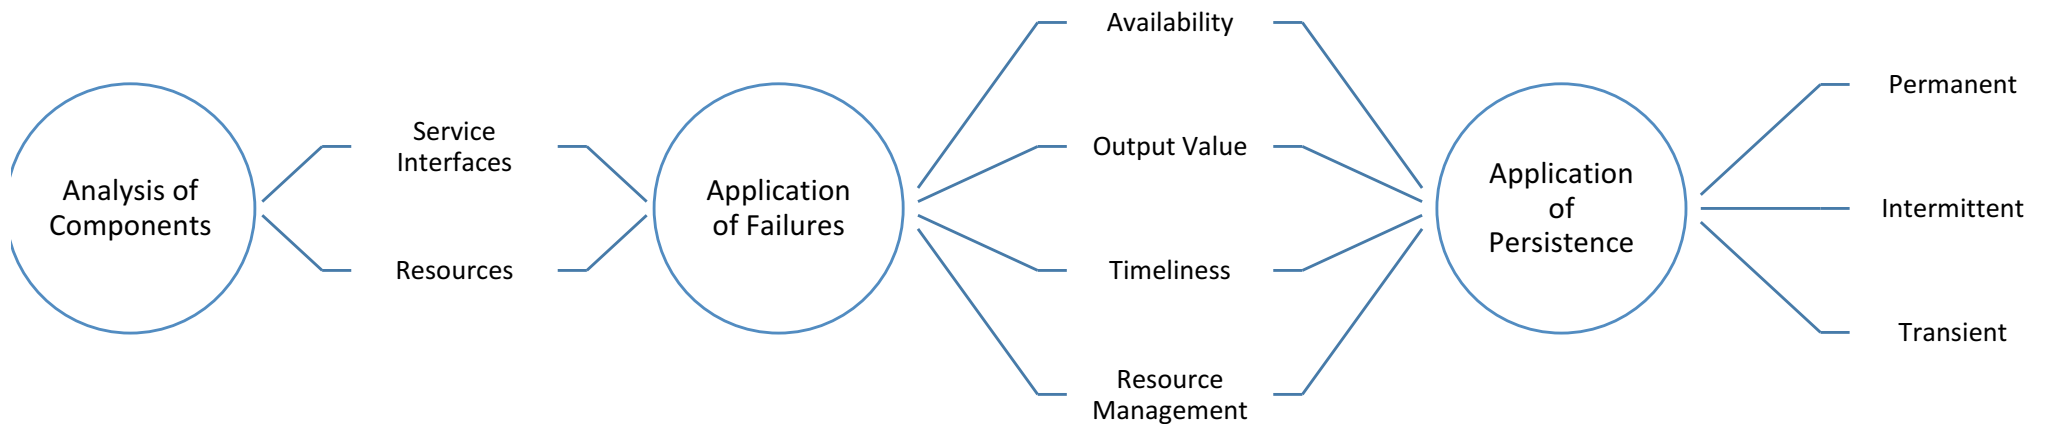 Analysis of
Components
Service
Interfaces
Resources
Application
of Failures
Availability
Output Value
Timeliness
Resource
Management
Application
of
Persistence
Permanent
Intermittent
Transient